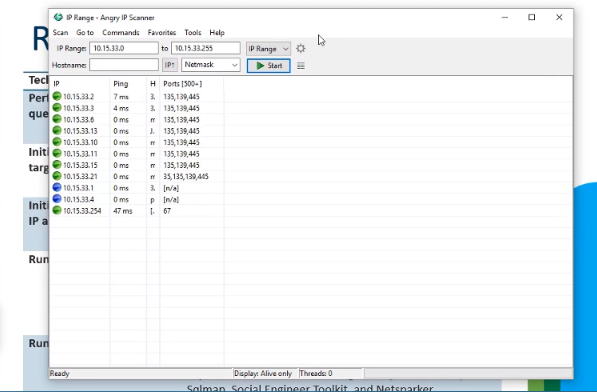 IP Range - Angry IP Scanner
Scan Go to Commands Favorites Tools Help
IP Range: 10.15.33.0 to 10.15.33.255 IP Range
Hostname: IP↑ Netmask Start
IP Ping H Ports [500+]
10.15.33.2 7 ms 3. 135,139,445
10.15.33.3 4 ms 3. 135,139,445
10.15.33.6 0 ms 135,139,445
10.15.33.13 0 ms J. 135,139,445
10.15.33.10 0 ms 135,139,445
10.15.33.11 0 ms 135,139,445
10.15.33.15 0 ms 135,139,445
10.15.33.21 0 ms 35,135,139,445
10.15.33.1 0 ms 3. [n/a]
10.15.33.4 0 ms p [n/a]
10.15.33.254 47 ms [. 67
Ready Display: Alive only Threads: 0
R
Tec
Per
que
Init
targ
Init
IP a
Run
Run
Sqlmap, Social Engineer Toolkit, and Netsparker